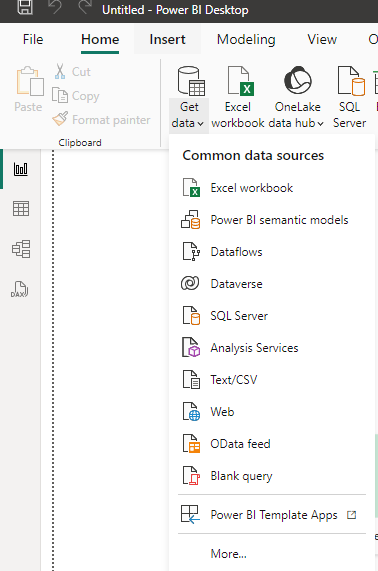 Untitled - Power BI Desktop
File Home Insert Modeling View
Paste
Cut
Copy
Format painter
Clipboard
Get data
Excel workbook
OneLake data hub
SQL Server
Common data sources
Excel workbook
Power BI semantic models
Dataflows
Dataverse
SQL Server
Analysis Services
Text/CSV
Web
OData feed
Blank query
Power BI Template Apps
More...
DAX